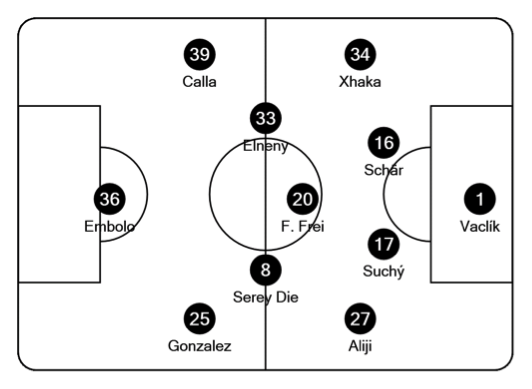 39
Calla
34
Xhaka
33
Elneny
16
Schär
36
Embolo
20
F. Frei
1
Vaclík
17
Suchý
8
Serey Die
25
Gonzalez
27
Aliji